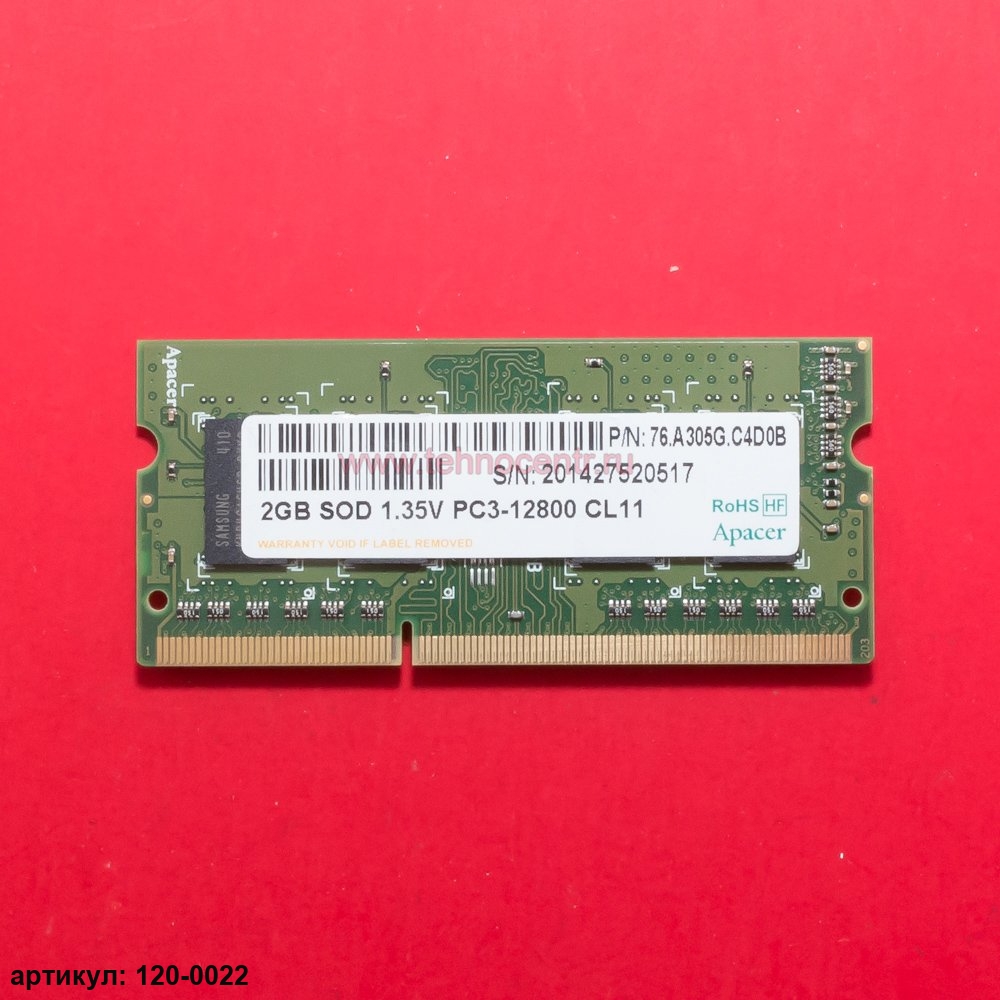 Apacer
P/N: 76.A305G.C4D0B
www.tehnocentr.ru
S/N: 201427520517
2GB SOD 1.35V PC3-12800 CL11
RoHS HF
Apacer
WARRANTY VOID IF LABEL REMOVED
SAMSUNG 410
B
1
203
артикул: 120-0022